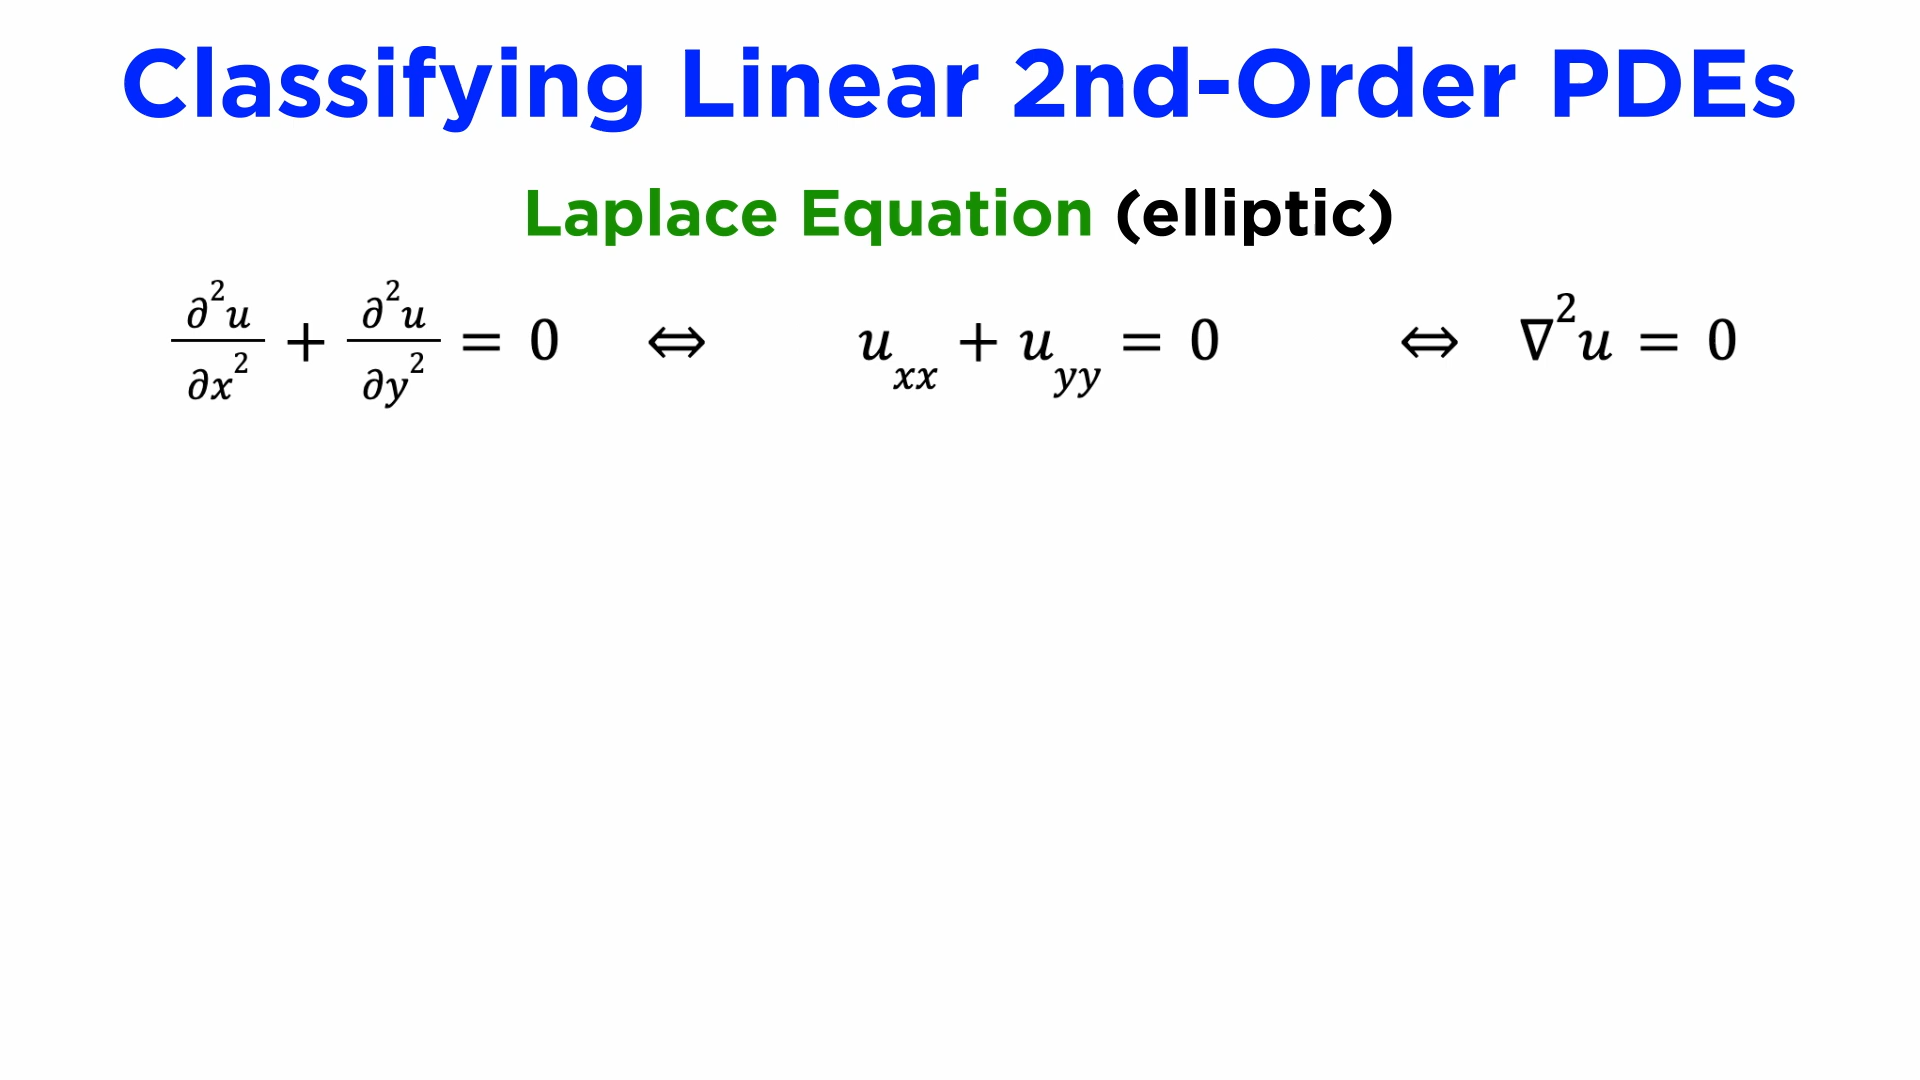 Classifying Linear 2nd-Order PDEs
Laplace Equation (elliptic)
∂²u/∂x² + ∂²u/∂y² = 0 ⇔ u_xx + u_yy = 0 ⇔ ∇²u = 0